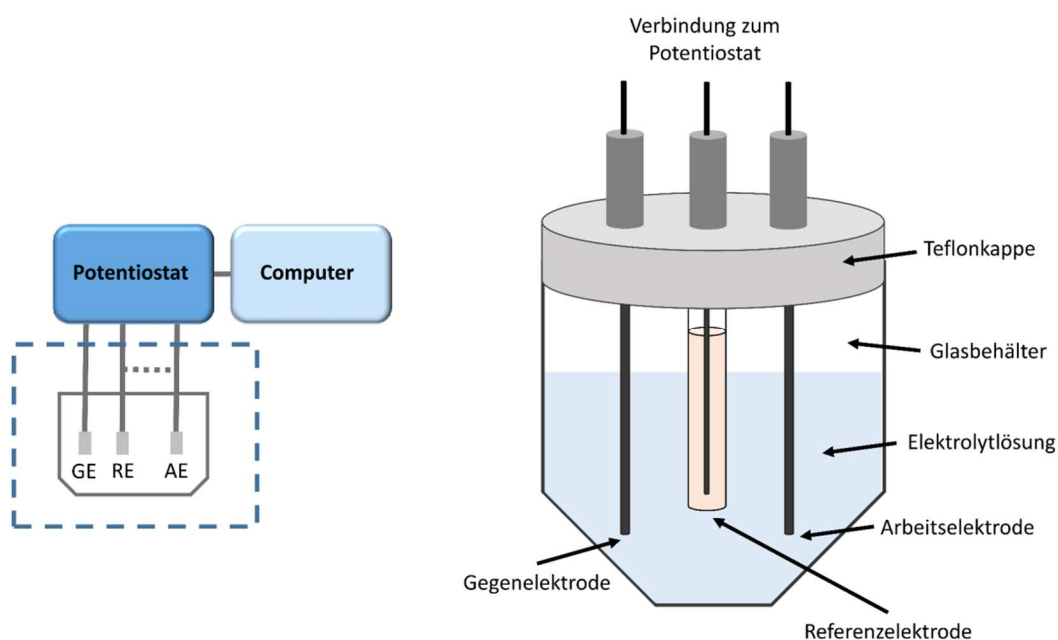 Verbindung zum
Potentiostat
Potentiostat
Computer
GE
RE
AE
Teflonkappe
Glasbehälter
Elektrolytlösung
Arbeitselektrode
Gegenelektrode
Referenzelektrode